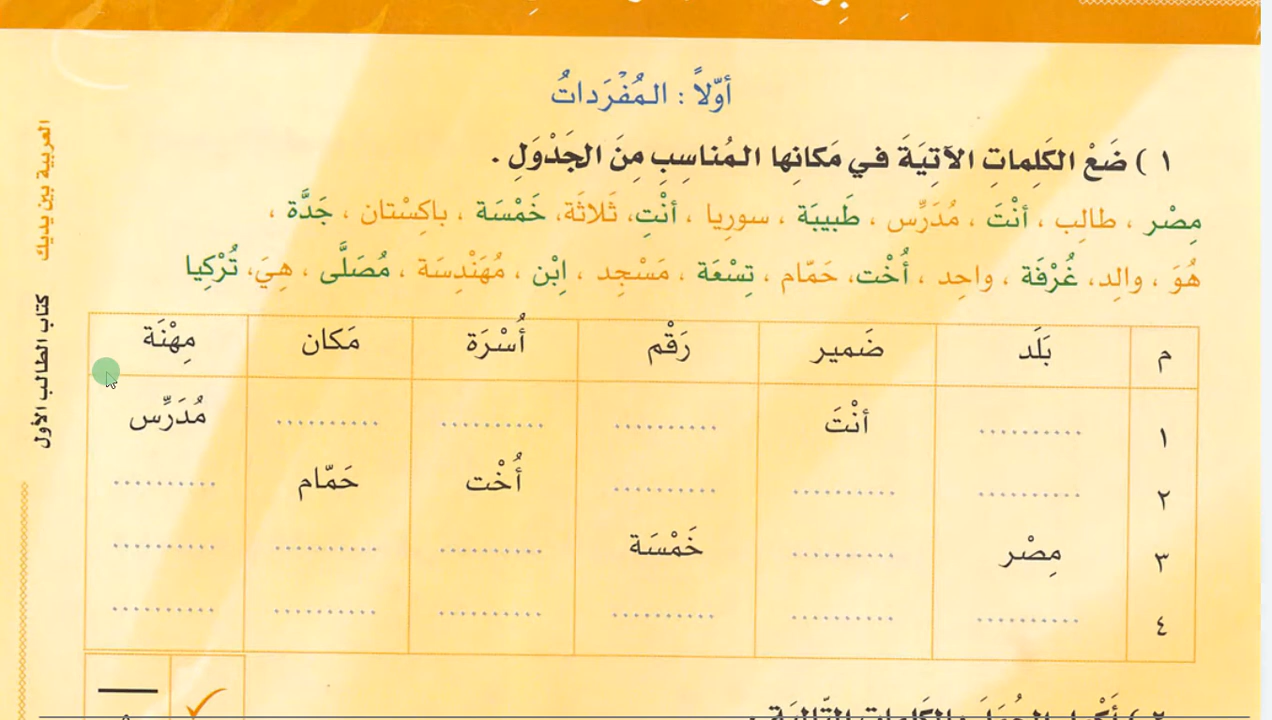 أوّلاً : المُفْرَداتُ
١ ) ضَعْ الكَلِماتِ الآتيَةَ في مَكانِها المُناسِبِ مِنَ الجَدْوَلِ .
مِصْر ، طالِب ، أنْتَ ، مُدَرِّس ، طَبيبَة ، سوريا ، أنْتِ، ثَلاثَة، خَمْسَة ، باكِسْتان ، جَدَّة ،
هُوَ ، والِد، غُرْفَة ، واحِد ، أُخْت، حَمّام ، تِسْعَة ، مَسْجِد ، اِبْن ، مُهَنْدِسَة ، مُصَلَّى ، هِيَ، تُرْكِيا
م بَلَد ضَمير رَقْم أُسْرَة مَكان مِهْنَة
١ .......... أنْتَ .......... .......... .......... مُدَرِّس
٢ .......... .......... .......... أُخْت حَمّام ..........
٣ مِصْر .......... خَمْسَة .......... .......... ..........
٤ .......... .......... .......... .......... .......... ..........
العربية بين يديك
كتاب الطالب الأول